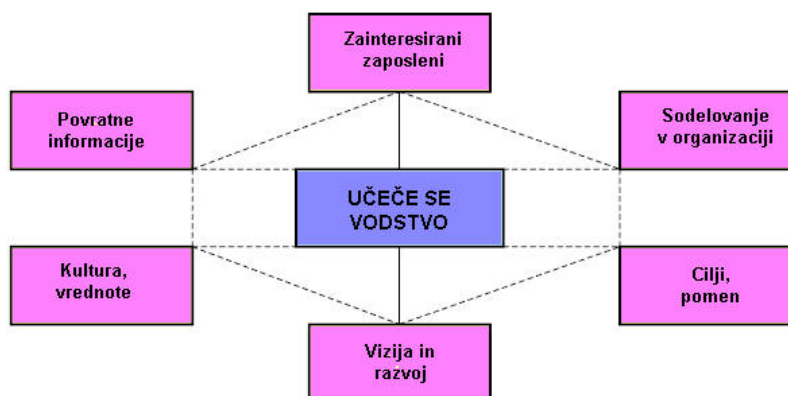 Zainteresirani
zaposleni
Povratne
informacije
Sodelovanje
v organizaciji
UČEČE SE
VODSTVO
Kultura,
vrednote
Cilji,
pomen
Vizija in
razvoj